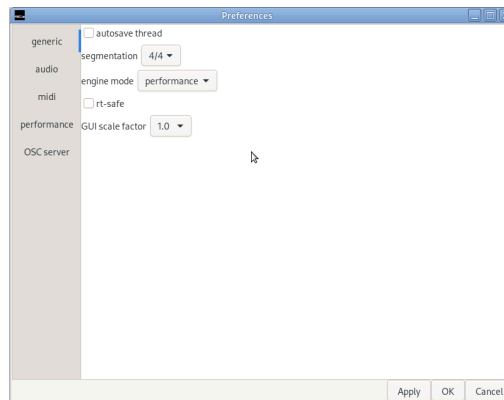 Preferences
generic
audio
midi
performance
OSC server
autosave thread
segmentation 4/4
engine mode performance
rt-safe
GUI scale factor 1.0
Apply OK Cancel